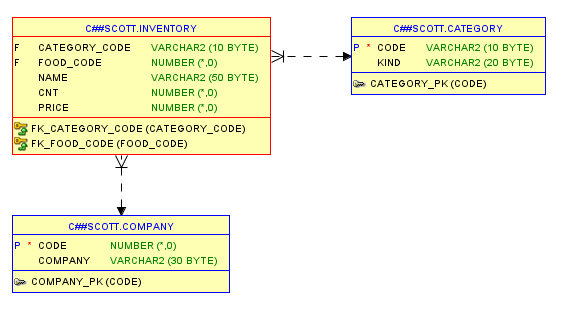 C##SCOTT.INVENTORY
F CATEGORY_CODE VARCHAR2 (10 BYTE)
F FOOD_CODE NUMBER (*,0)
NAME VARCHAR2 (50 BYTE)
CNT NUMBER (*,0)
PRICE NUMBER (*,0)
FK_CATEGORY_CODE (CATEGORY_CODE)
FK_FOOD_CODE (FOOD_CODE)
C##SCOTT.CATEGORY
P * CODE VARCHAR2 (10 BYTE)
KIND VARCHAR2 (20 BYTE)
CATEGORY_PK (CODE)
C##SCOTT.COMPANY
P * CODE NUMBER (*,0)
COMPANY VARCHAR2 (30 BYTE)
COMPANY_PK (CODE)